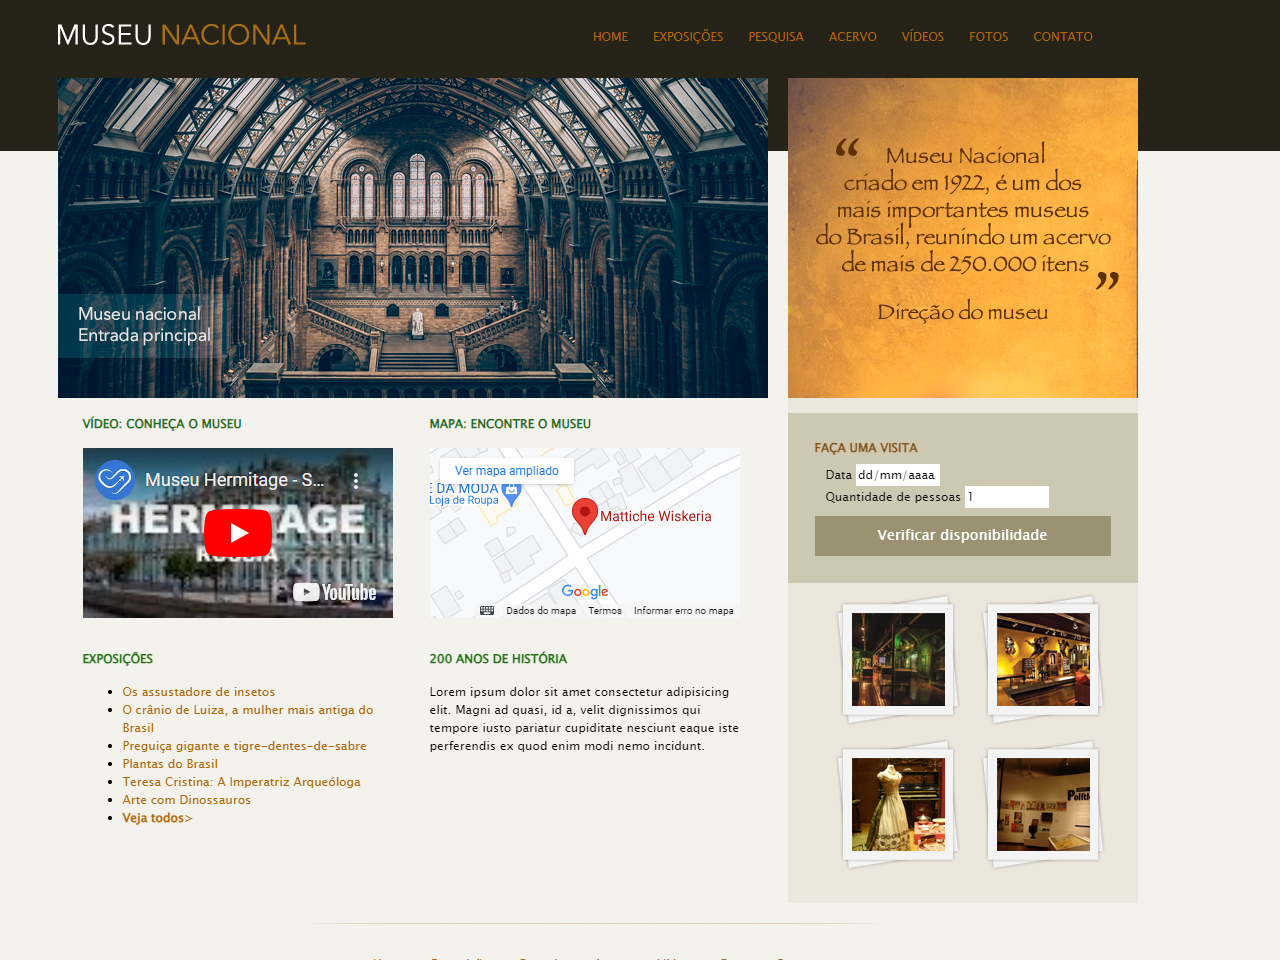 MUSEU NACIONAL
HOME EXPOSIÇÕES PESQUISA ACERVO VÍDEOS FOTOS CONTATO
Museu nacional
Entrada principal
“ Museu Nacional
criado em 1922, é um dos
mais importantes museus
do Brasil, reunindo um acervo
de mais de 250.000 itens ”
Direção do museu
VÍDEO: CONHEÇA O MUSEU
Museu Hermitage - S...
HERMITAGE
RUSSIA
YouTube
MAPA: ENCONTRE O MUSEU
Ver mapa ampliado
E DA MODA
Loja de Roupa
Mattiche Wiskeria
Google
Dados do mapa Termos Informar erro no mapa
FAÇA UMA VISITA
Data dd/mm/aaaa
Quantidade de pessoas 1
Verificar disponibilidade
EXPOSIÇÕES
Os assustadore de insetos
O crânio de Luiza, a mulher mais antiga do
Brasil
Preguiça gigante e tigre-dentes-de-sabre
Plantas do Brasil
Teresa Cristina: A Imperatriz Arqueóloga
Arte com Dinossauros
Veja todos>
200 ANOS DE HISTÓRIA
Lorem ipsum dolor sit amet consectetur adipisicing
elit. Magni ad quasi, id a, velit dignissimos qui
tempore iusto pariatur cupiditate nesciunt eaque iste
perferendis ex quod enim modi nemo incidunt.